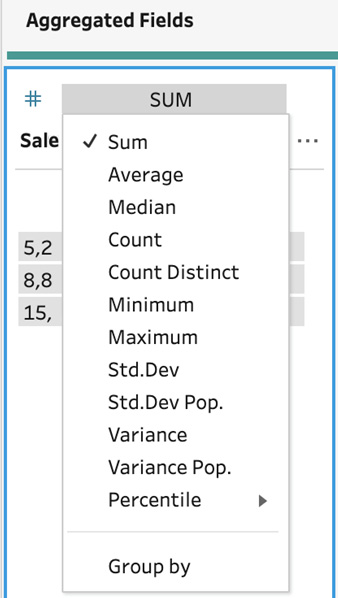 Aggregated Fields
# SUM
Sale ...
✓ Sum
Average
Median
Count
Count Distinct
5,2
Minimum
8,8
Maximum
15,
Std.Dev
Std.Dev Pop.
Variance
Variance Pop.
Percentile
Group by